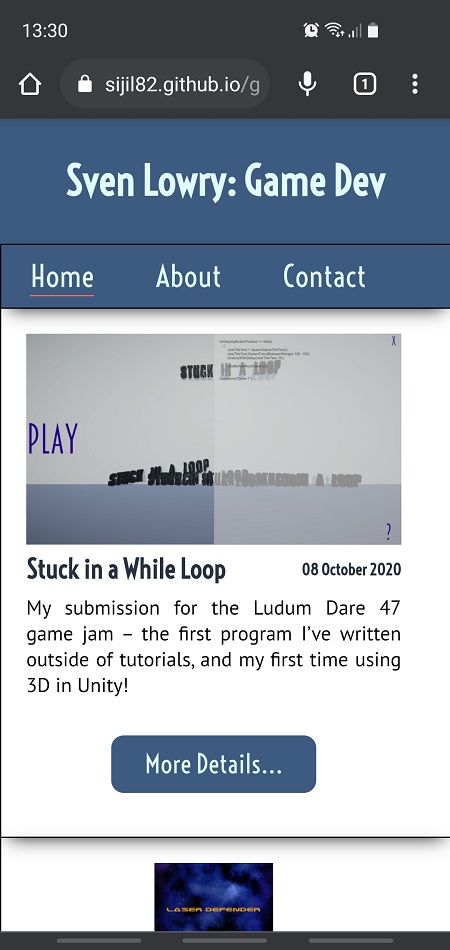 13:30
sijil82.github.io/g
1
Sven Lowry: Game Dev
Home About Contact
X
STUCK IN A LOOP
PLAY
STUCK IN A LOOP
?
Stuck in a While Loop 08 October 2020
My submission for the Ludum Dare 47
game jam – the first program I've written
outside of tutorials, and my first time using
3D in Unity!
More Details...
LASER DEFENDER